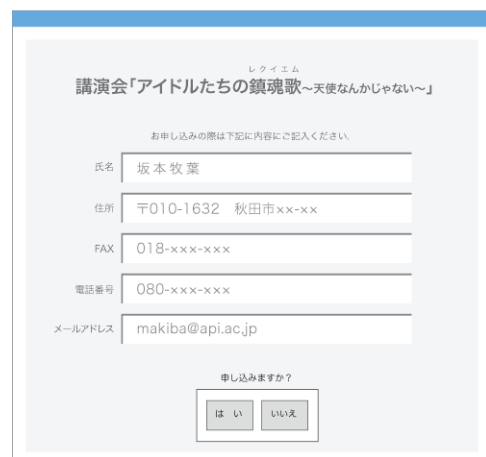 レクイエム
講演会「アイドルたちの鎮魂歌~天使なんかじゃない~」
お申し込みの際は下記に内容にご記入ください。
氏名 坂本牧葉
住所 〒010-1632 秋田市××-××
FAX 018-×××-×××
電話番号 080-×××-×××
メールアドレス makiba@api.ac.jp
申し込みますか?
はい いいえ